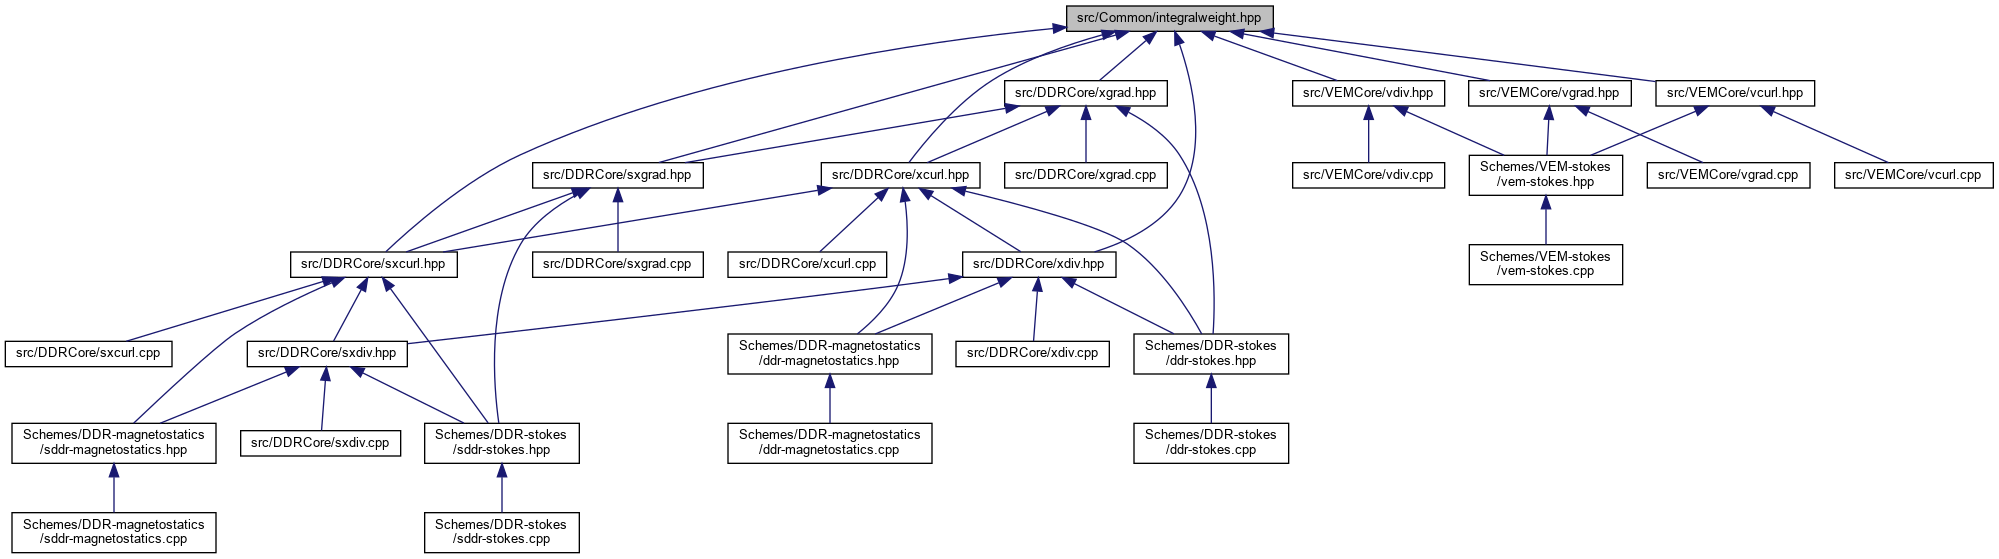 src/Common/integralweight.hpp
src/DDRCore/xgrad.hpp
src/VEMCore/vdiv.hpp
src/VEMCore/vgrad.hpp
src/VEMCore/vcurl.hpp
src/DDRCore/sxgrad.hpp
src/DDRCore/xcurl.hpp
src/DDRCore/xgrad.cpp
src/VEMCore/vdiv.cpp
Schemes/VEM-stokes
/vem-stokes.hpp
src/VEMCore/vgrad.cpp
src/VEMCore/vcurl.cpp
src/DDRCore/sxcurl.hpp
src/DDRCore/sxgrad.cpp
src/DDRCore/xcurl.cpp
src/DDRCore/xdiv.hpp
Schemes/VEM-stokes
/vem-stokes.cpp
src/DDRCore/sxcurl.cpp
src/DDRCore/sxdiv.hpp
Schemes/DDR-magnetostatics
/ddr-magnetostatics.hpp
src/DDRCore/xdiv.cpp
Schemes/DDR-stokes
/ddr-stokes.hpp
Schemes/DDR-magnetostatics
/sddr-magnetostatics.hpp
src/DDRCore/sxdiv.cpp
Schemes/DDR-stokes
/sddr-stokes.hpp
Schemes/DDR-magnetostatics
/ddr-magnetostatics.cpp
Schemes/DDR-stokes
/ddr-stokes.cpp
Schemes/DDR-magnetostatics
/sddr-magnetostatics.cpp
Schemes/DDR-stokes
/sddr-stokes.cpp